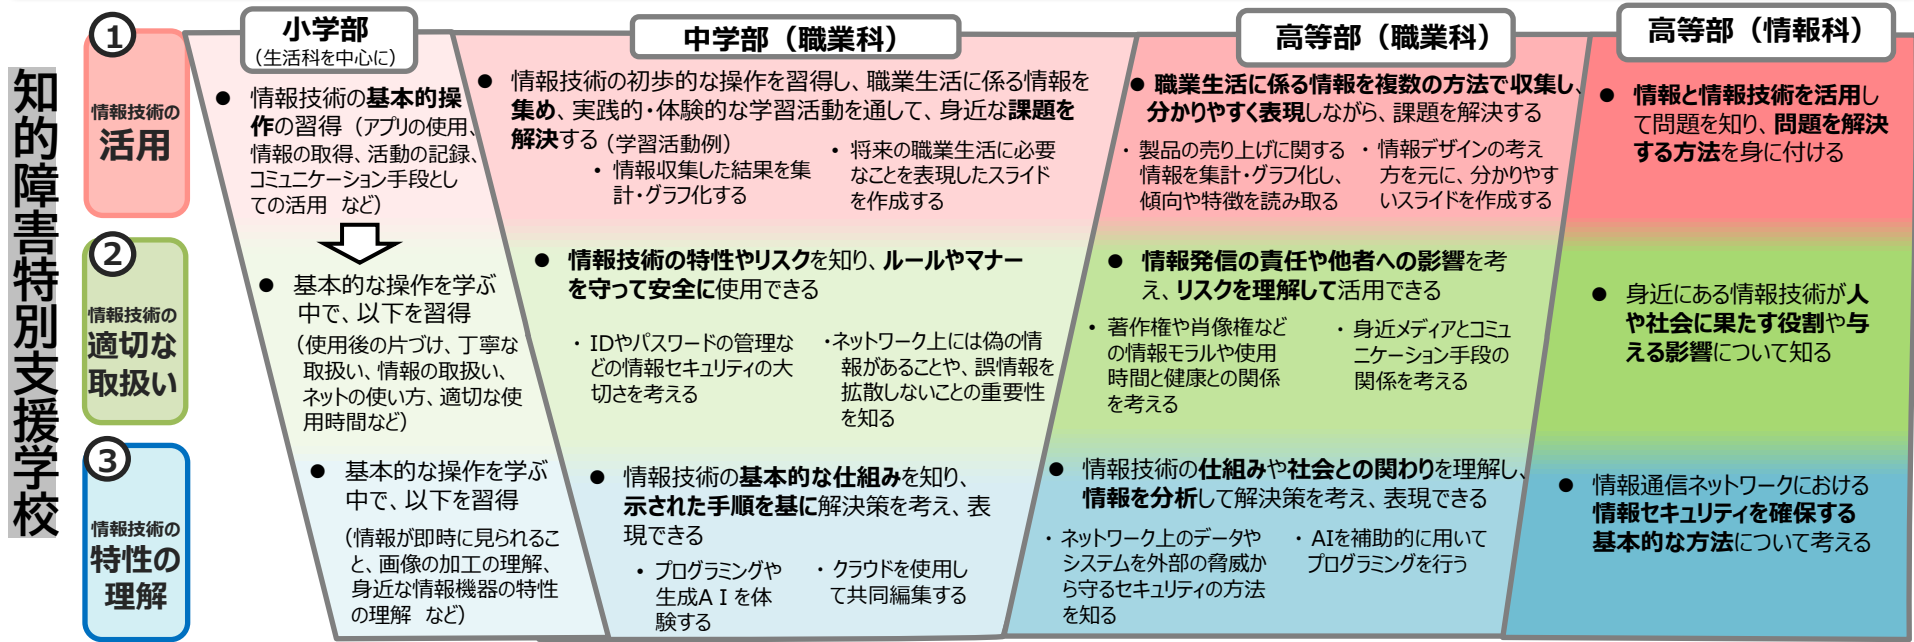 知的障害特別支援学校
①
情報技術の
活用
②
情報技術の
適切な
取扱い
③
情報技術の
特性の
理解
小学部
（生活科を中心に）
● 情報技術の基本的操
作の習得（アプリの使用、
情報の取得、活動の記録、
コミュニケーション手段とし
ての活用　など）
● 基本的な操作を学ぶ
中で、以下を習得
（使用後の片づけ、丁寧な
取扱い、情報の取扱い、
ネットの使い方、適切な使
用時間など）
● 基本的な操作を学ぶ
中で、以下を習得
（情報が即時に見られるこ
と、画像の加工の理解、
身近な情報機器の特性
の理解　など）
中学部（職業科）
● 情報技術の初歩的な操作を習得し、職業生活に係る情報を
集め、実践的・体験的な学習活動を通して、身近な課題を
解決する（学習活動例）
・ 情報収集した結果を集
計・グラフ化する
・ 将来の職業生活に必要
なことを表現したスライド
を作成する
● 情報技術の特性やリスクを知り、ルールやマナー
を守って安全に使用できる
・ IDやパスワードの管理な
どの情報セキュリティの大
切さを考える
・ネットワーク上には偽の情
報があることや、誤情報を
拡散しないことの重要性
を知る
● 情報技術の基本的な仕組みを知り、
示された手順を基に解決策を考え、表
現できる
・ プログラミングや
生成ＡＩを体
験する
・ クラウドを使用し
て共同編集する
高等部（職業科）
● 職業生活に係る情報を複数の方法で収集し、
分かりやすく表現しながら、課題を解決する
・ 製品の売り上げに関する
情報を集計・グラフ化し、
傾向や特徴を読み取る
・ 情報デザインの考え
方を元に、分かりやす
いスライドを作成する
● 情報発信の責任や他者への影響を考
え、リスクを理解して活用できる
・ 著作権や肖像権など
の情報モラルや使用
時間と健康との関係
を考える
・ 身近メディアとコミュ
ニケーション手段の
関係を考える
● 情報技術の仕組みや社会との関わりを理解し、
情報を分析して解決策を考え、表現できる
・ ネットワーク上のデータや
システムを外部の脅威か
ら守るセキュリティの方法
を知る
・ AIを補助的に用いて
プログラミングを行う
高等部（情報科）
● 情報と情報技術を活用し
て問題を知り、問題を解決
する方法を身に付ける
● 身近にある情報技術が人
や社会に果たす役割や与
える影響について知る
● 情報通信ネットワークにおける
情報セキュリティを確保する
基本的な方法について考える